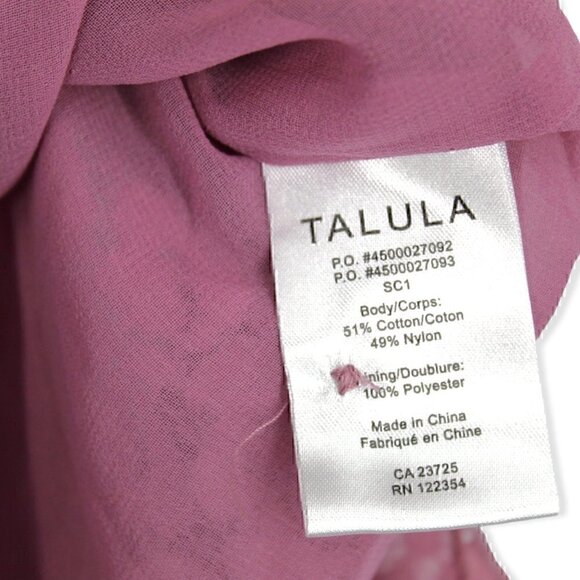 TALULA
P.O. #4500027092
P.O. #4500027093
SC1
Body/Corps:
51% Cotton/Coton
49% Nylon
ining/Doublure:
100% Polyester
Made in China
Fabriqué en Chine
CA 23725
RN 122354